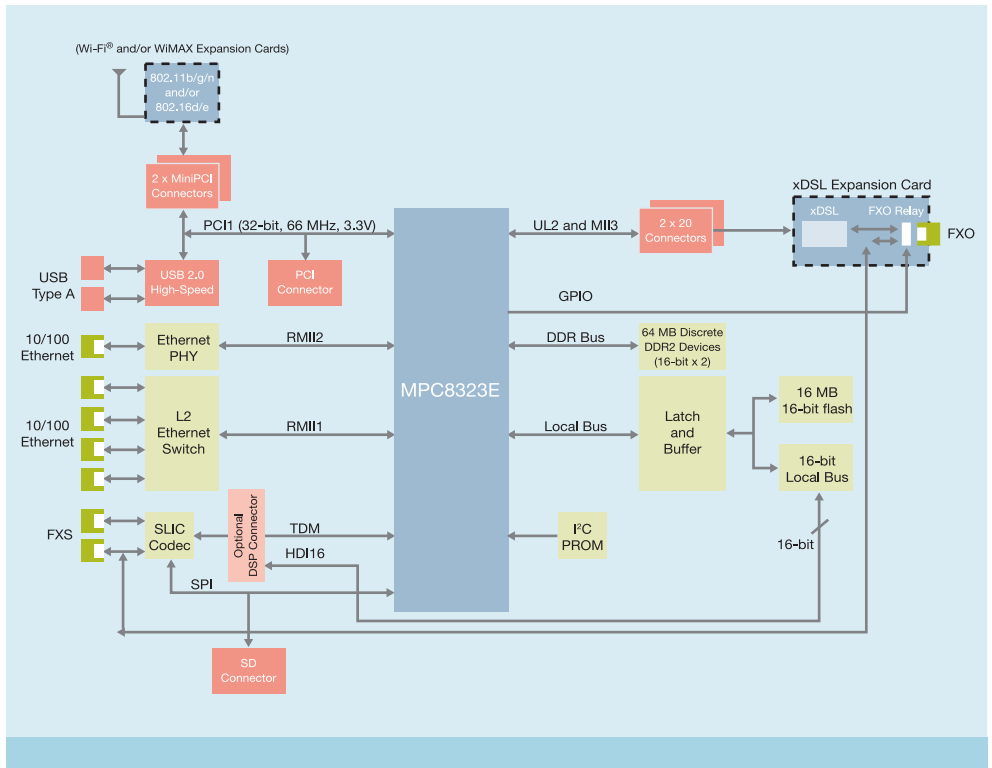 (Wi-Fi® and/or WiMAX Expansion Cards)
802.11b/g/n
and/or
802.16d/e
2 x MiniPCI
Connectors
PCI1 (32-bit, 66 MHz, 3.3V)
USB
Type A
USB 2.0
High-Speed
PCI
Connector
10/100
Ethernet
Ethernet
PHY
RMII2
10/100
Ethernet
L2
Ethernet
Switch
RMII1
FXS
SLIC
Codec
Optional
DSP Connector
TDM
HDI16
SPI
SD
Connector
MPC8323E
UL2 and MII3
2 x 20
Connectors
xDSL Expansion Card
xDSL
FXO Relay
FXO
GPIO
DDR Bus
64 MB Discrete
DDR2 Devices
(16-bit x 2)
Local Bus
Latch
and
Buffer
16 MB
16-bit flash
16-bit
Local Bus
16-bit
I²C
PROM